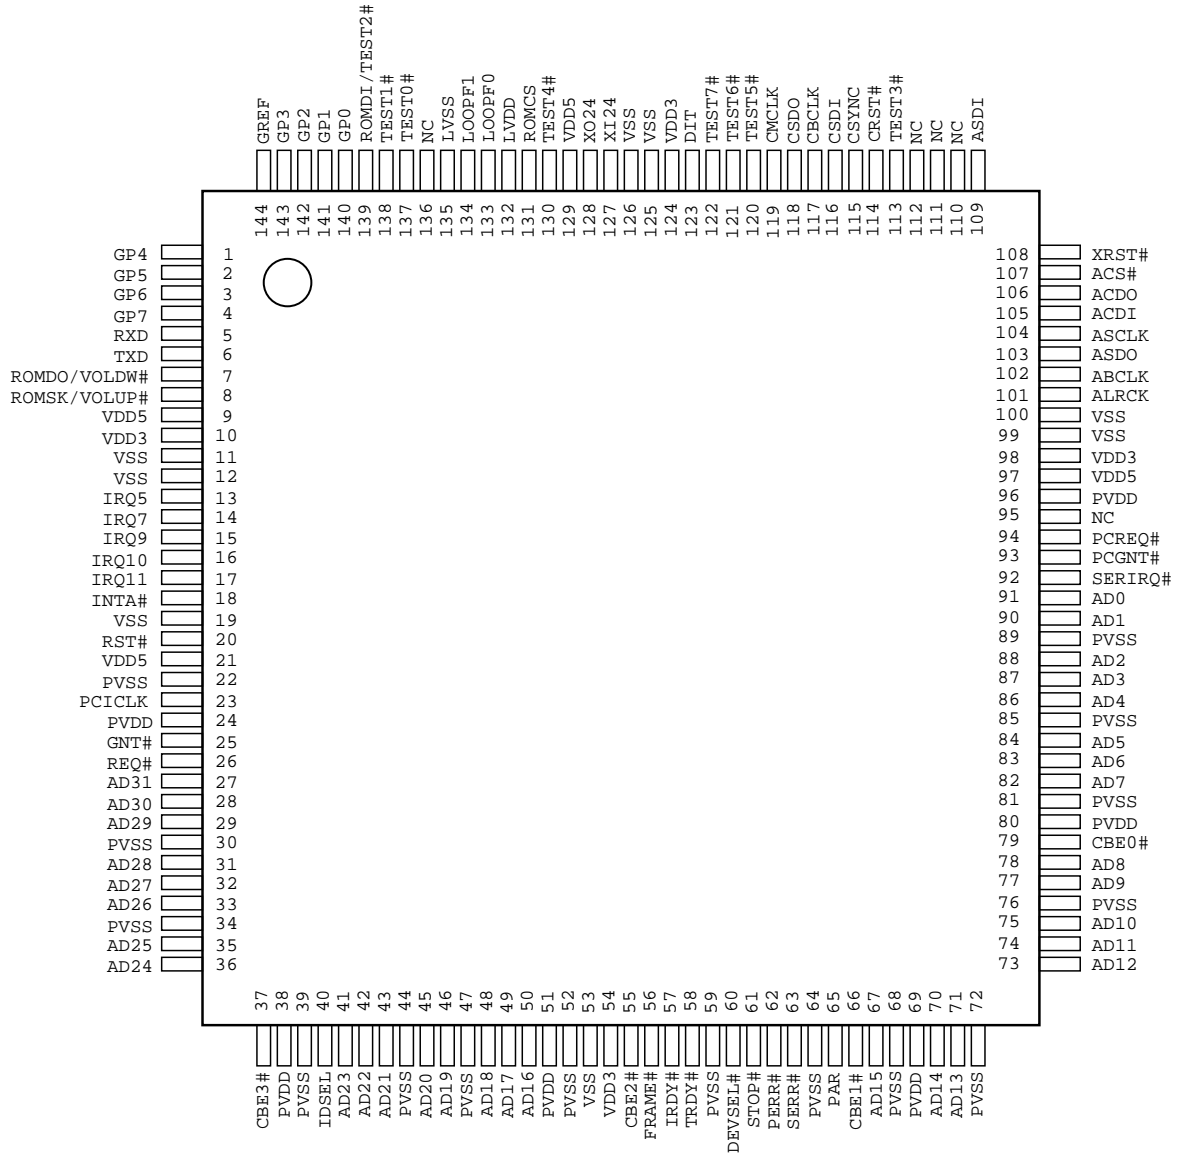 GREF
GP3
GP2
GP1
GP0
ROMDI/TEST2#
TEST1#
TEST0#
NC
LVSS
LOOPF1
LOOPF0
LVDD
ROMCS
TEST4#
VDD5
XO24
XI24
VSS
VSS
VDD3
DIT
TEST7#
TEST6#
TEST5#
CMCLK
CSDO
CBCLK
CSDI
CSYNC
CRST#
TEST3#
NC
NC
NC
ASDI
144
143
142
141
140
139
138
137
136
135
134
133
132
131
130
129
128
127
126
125
124
123
122
121
120
119
118
117
116
115
114
113
112
111
110
109
GP4 1
GP5 2
GP6 3
GP7 4
RXD 5
TXD 6
ROMDO/VOLDW# 7
ROMSK/VOLUP# 8
VDD5 9
VDD3 10
VSS 11
VSS 12
IRQ5 13
IRQ7 14
IRQ9 15
IRQ10 16
IRQ11 17
INTA# 18
VSS 19
RST# 20
VDD5 21
PVSS 22
PCICLK 23
PVDD 24
GNT# 25
REQ# 26
AD31 27
AD30 28
AD29 29
PVSS 30
AD28 31
AD27 32
AD26 33
PVSS 34
AD25 35
AD24 36
108 XRST#
107 ACS#
106 ACDO
105 ACDI
104 ASCLK
103 ASDO
102 ABCLK
101 ALRCK
100 VSS
99 VSS
98 VDD3
97 VDD5
96 PVDD
95 NC
94 PCREQ#
93 PCGNT#
92 SERIRQ#
91 AD0
90 AD1
89 PVSS
88 AD2
87 AD3
86 AD4
85 PVSS
84 AD5
83 AD6
82 AD7
81 PVSS
80 PVDD
79 CBE0#
78 AD8
77 AD9
76 PVSS
75 AD10
74 AD11
73 AD12
37
38
39
40
41
42
43
44
45
46
47
48
49
50
51
52
53
54
55
56
57
58
59
60
61
62
63
64
65
66
67
68
69
70
71
72
CBE3#
PVDD
PVSS
IDSEL
AD23
AD22
AD21
PVSS
AD20
AD19
PVSS
AD18
AD17
AD16
PVDD
PVSS
VSS
VDD3
CBE2#
FRAME#
IRDY#
TRDY#
PVSS
DEVSEL#
STOP#
PERR#
SERR#
PVSS
PAR
CBE1#
AD15
PVSS
PVDD
AD14
AD13
PVSS